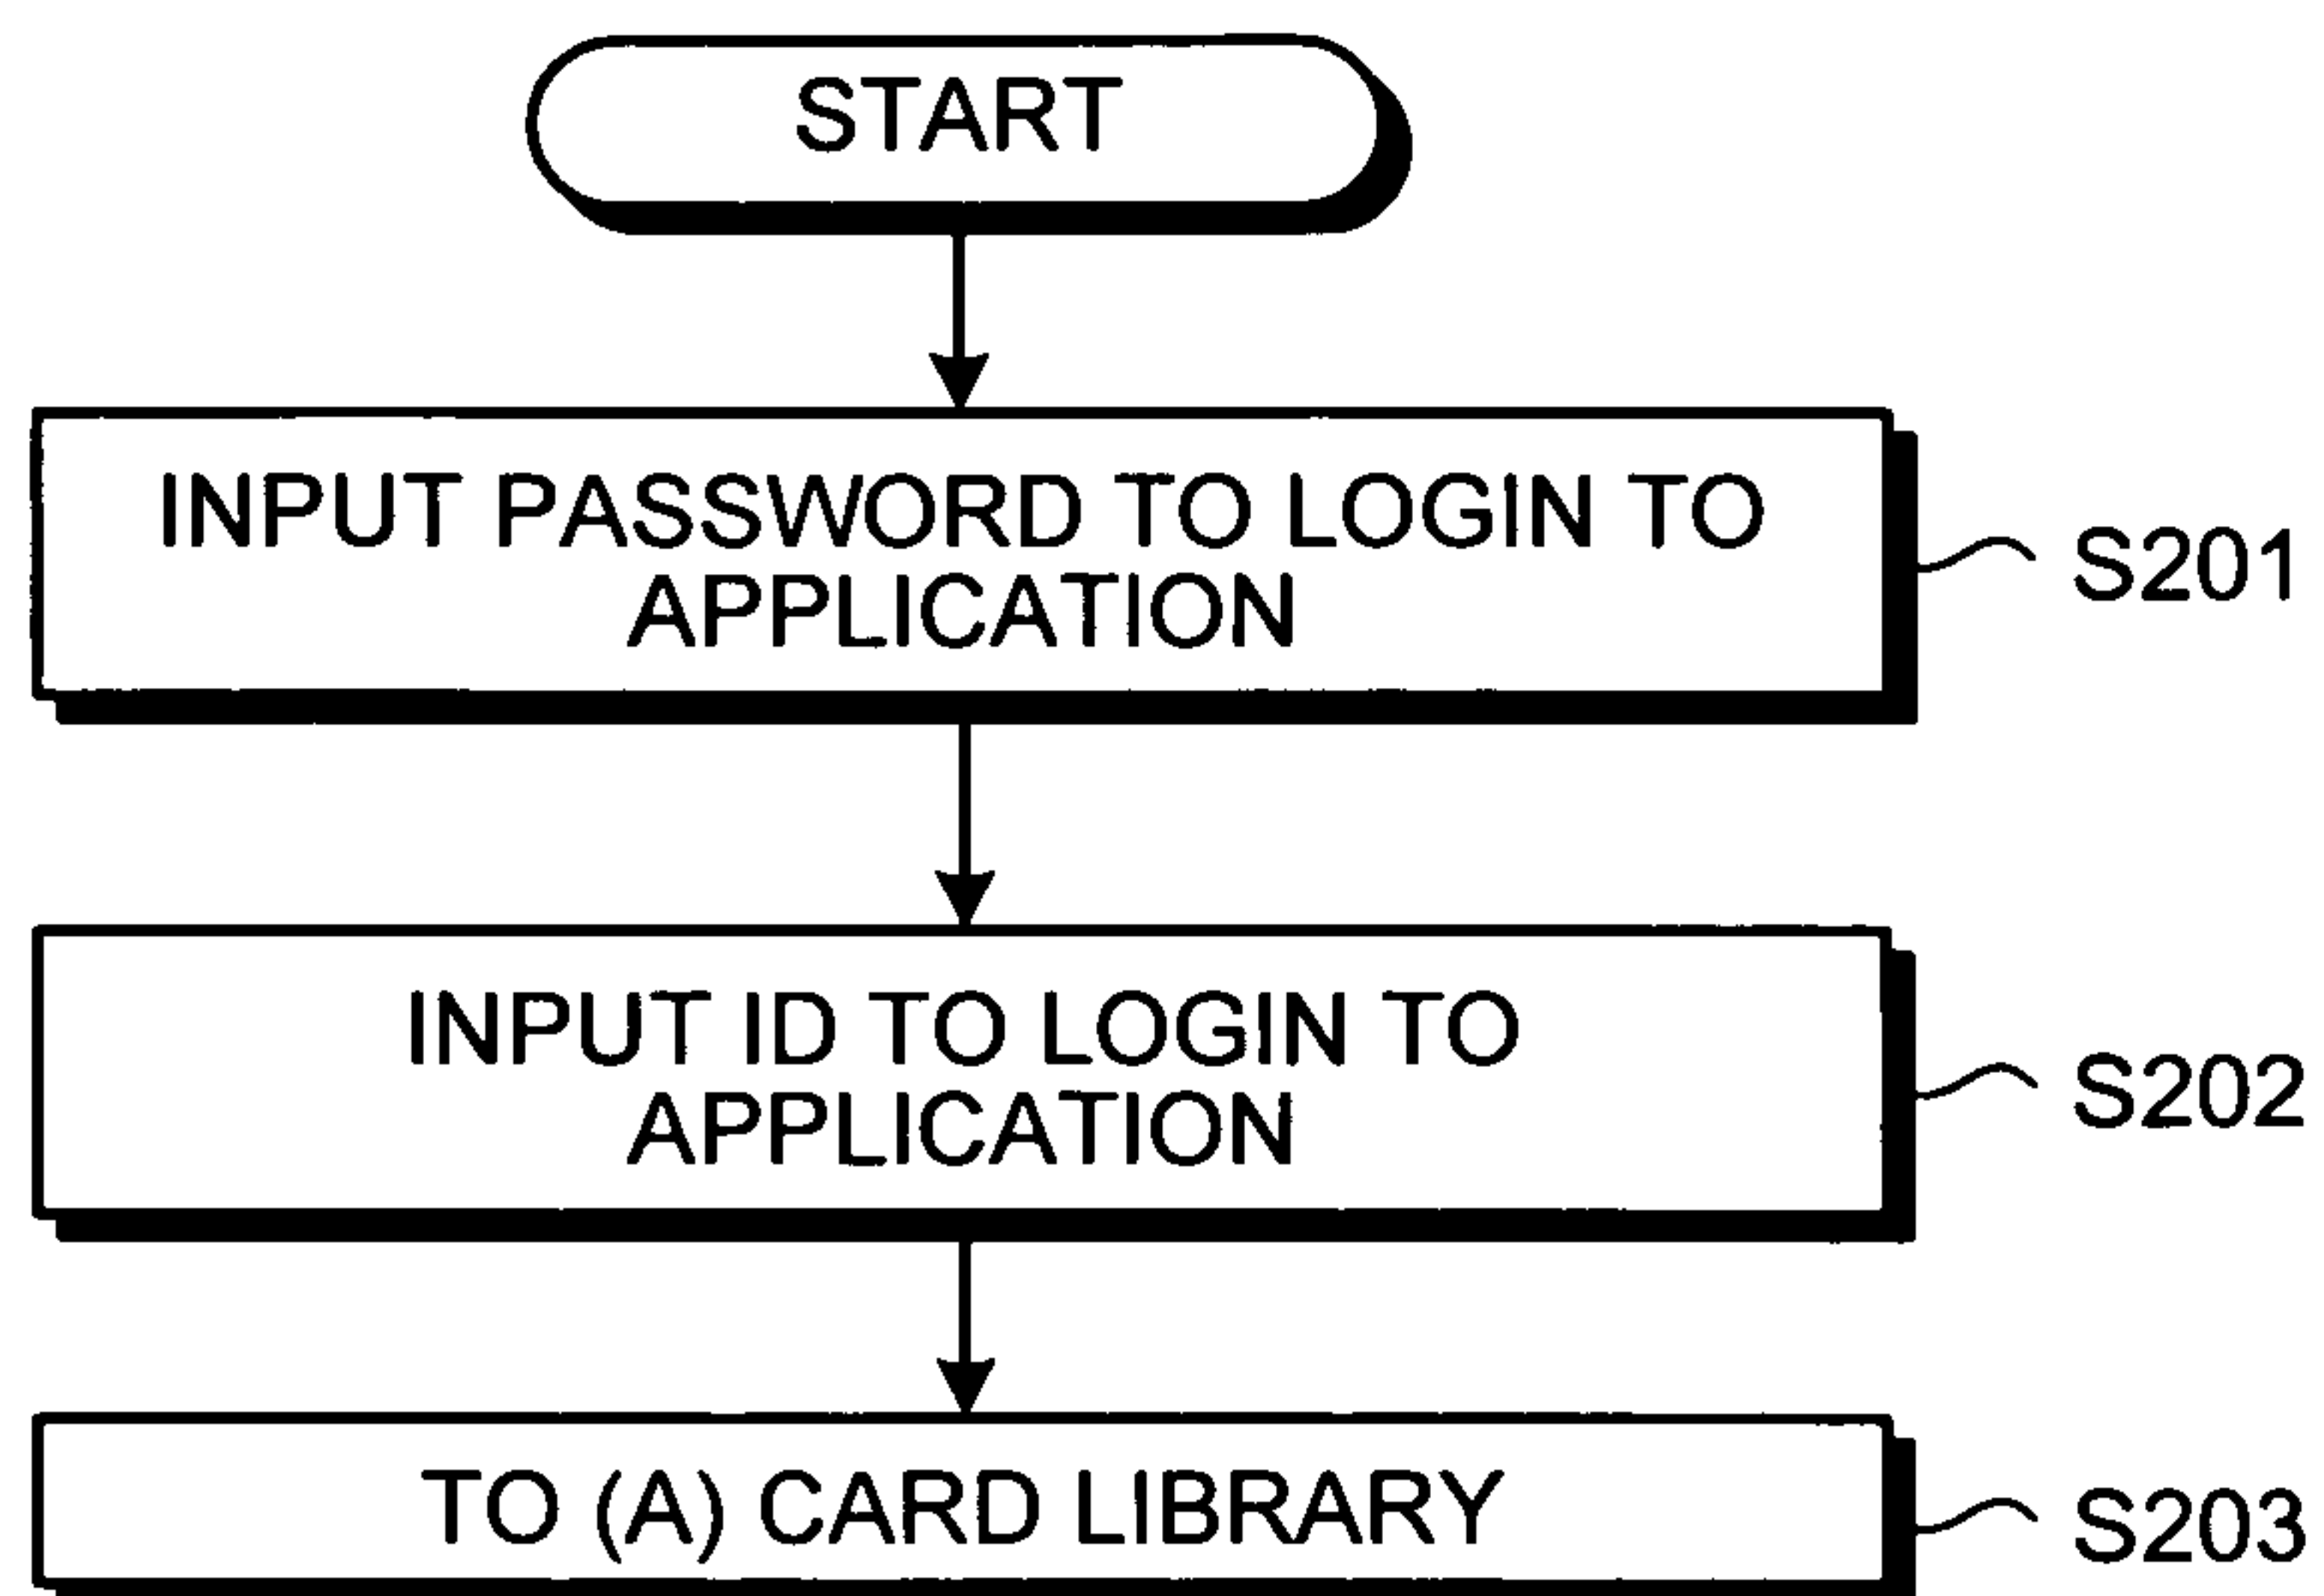 START
INPUT PASSWORD TO LOGIN TO
APPLICATION
S201
INPUT ID TO LOGIN TO
APPLICATION
S202
TO (A) CARD LIBRARY
S203